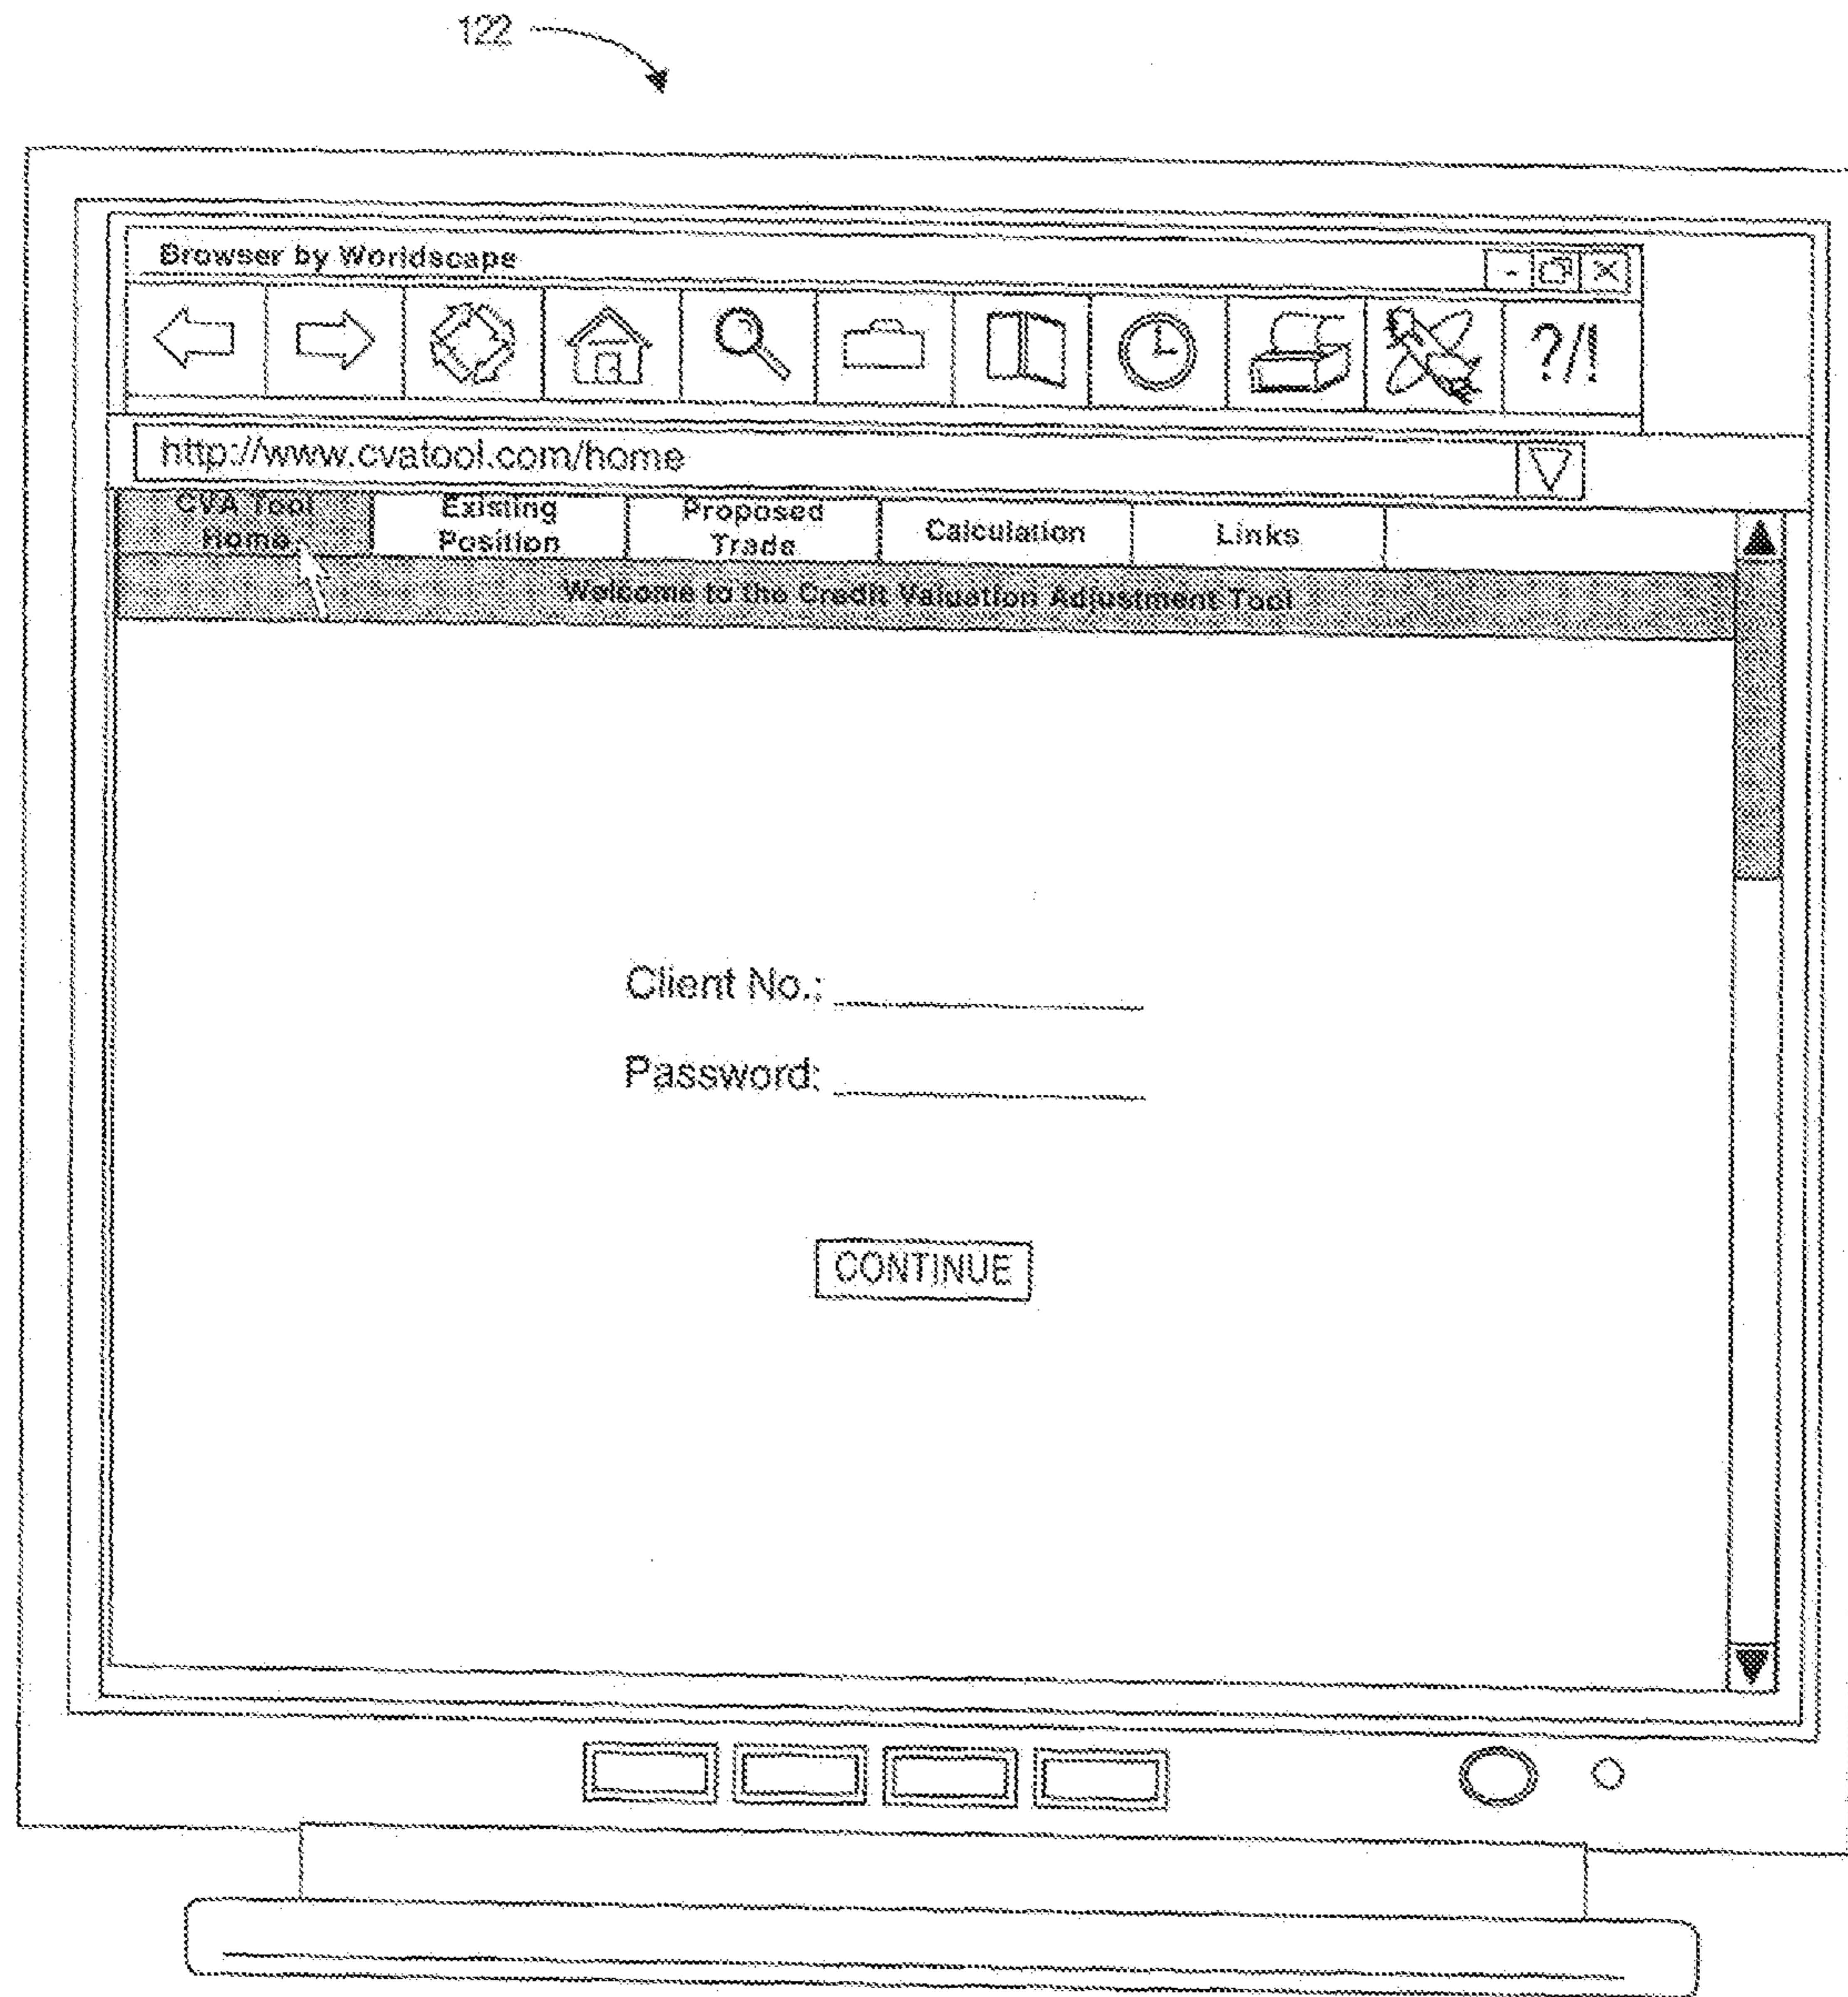 122
Browser by Worldscape
?/!
http://www.cvatool.com/home
CVA Tool Home
Existing Position
Proposed Trade
Calculation
Links
Welcome to the Credit Valuation Adjustment Tool
Client No.:
Password:
CONTINUE